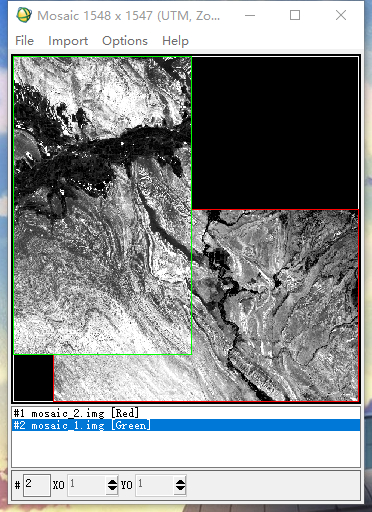 Mosaic 1548 x 1547 (UTM, Zo...
File Import Options Help
#1 mosaic_2.img [Red]
#2 mosaic_1.img [Green]
# 2 X0 1 Y0 1